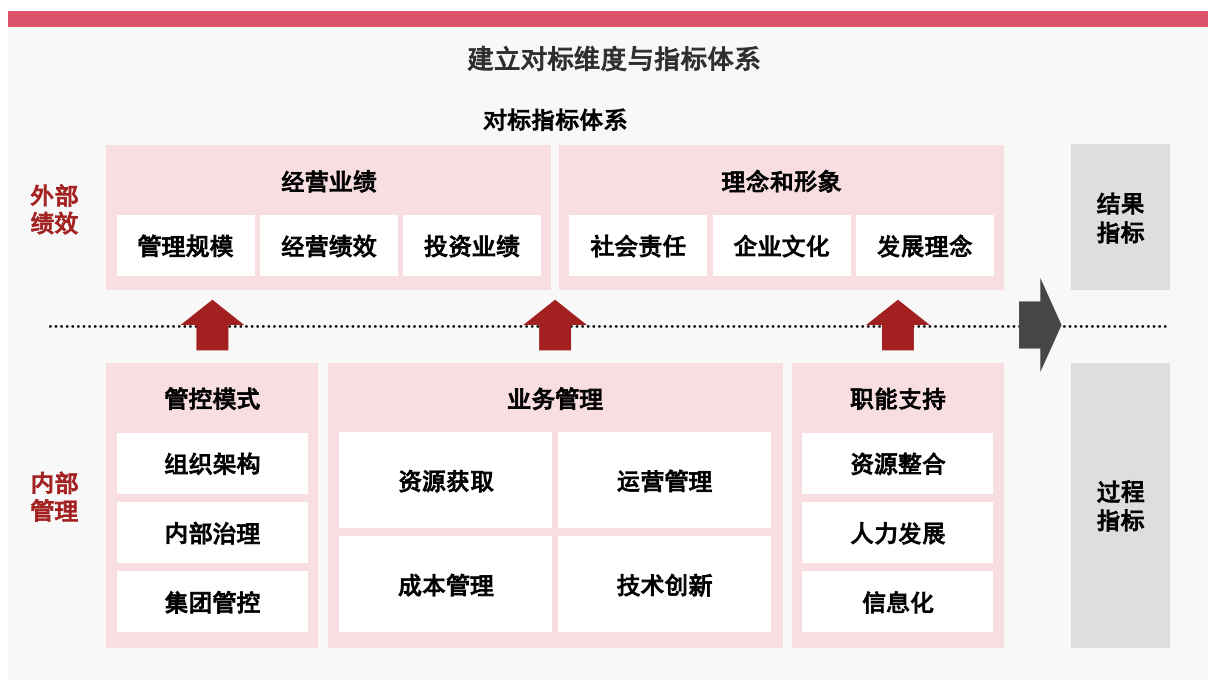 建立对标维度与指标体系
对标指标体系
外部
绩效
经营业绩
管理规模
经营绩效
投资业绩
理念和形象
社会责任
企业文化
发展理念
结果
指标
内部
管理
管控模式
组织架构
内部治理
集团管控
业务管理
资源获取
运营管理
成本管理
技术创新
职能支持
资源整合
人力发展
信息化
过程
指标